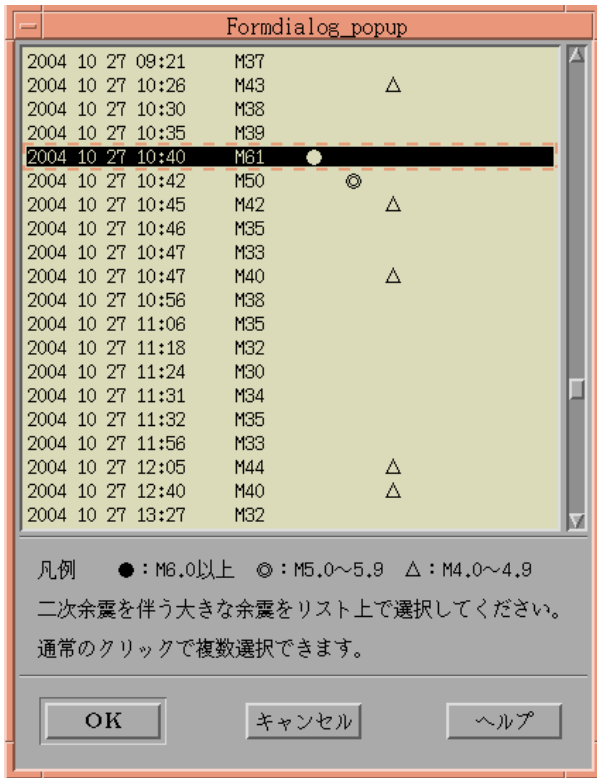 Formdialog_popup
2004 10 27 09:21 M37
2004 10 27 10:26 M43 △
2004 10 27 10:30 M38
2004 10 27 10:35 M39
2004 10 27 10:40 M61 ●
2004 10 27 10:42 M50 ◎
2004 10 27 10:45 M42 △
2004 10 27 10:46 M35
2004 10 27 10:47 M33
2004 10 27 10:47 M40 △
2004 10 27 10:56 M38
2004 10 27 11:06 M35
2004 10 27 11:18 M32
2004 10 27 11:24 M30
2004 10 27 11:31 M34
2004 10 27 11:32 M35
2004 10 27 11:56 M33
2004 10 27 12:05 M44 △
2004 10 27 12:40 M40 △
2004 10 27 13:27 M32
凡例 ●：M6.0以上 ◎：M5.0～5.9 △：M4.0～4.9
二次余震を伴う大きな余震をリスト上で選択してください。
通常のクリックで複数選択できます。
OK キャンセル ヘルプ